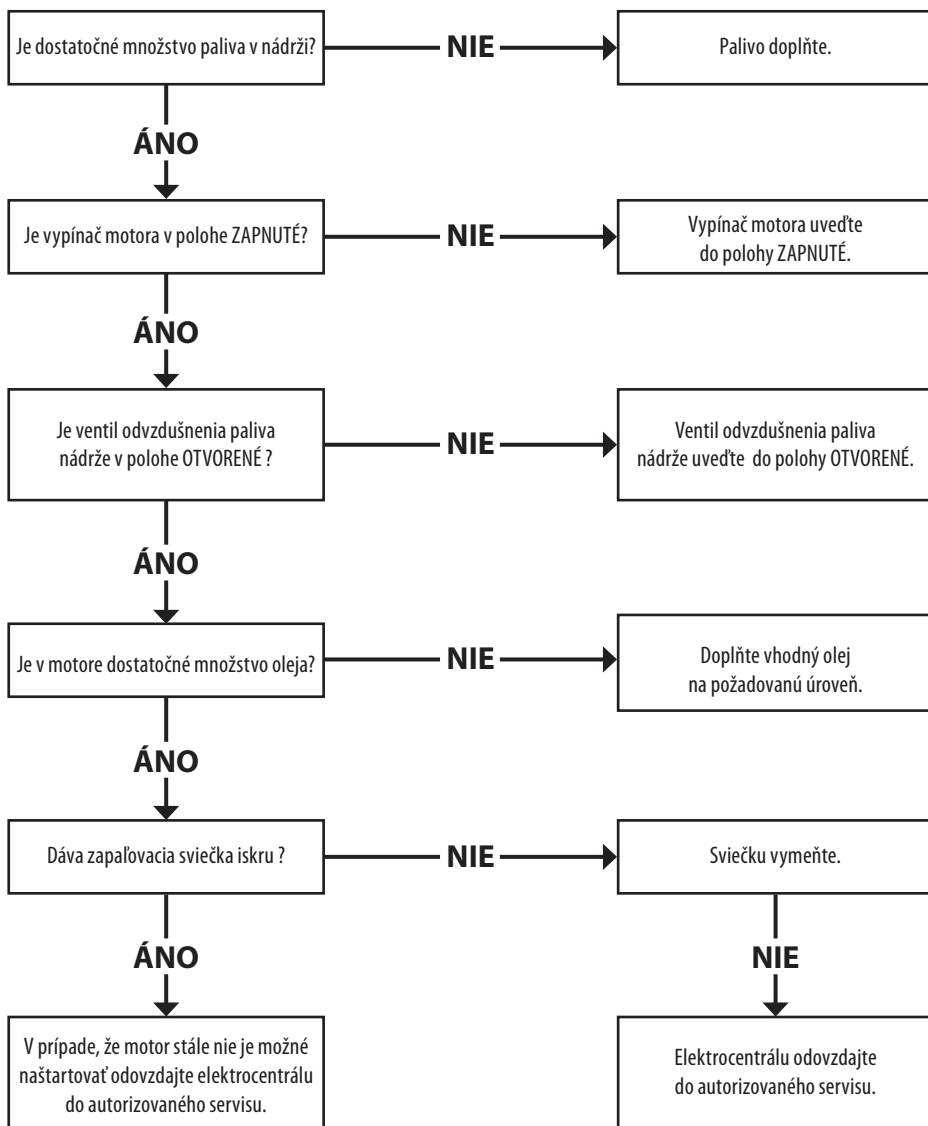 Je dostatočné množstvo paliva v nádrži?
NIE
Palivo doplňte.
ÁNO
Je vypínač motora v polohe ZAPNUTÉ?
NIE
Vypínač motora uveďte
do polohy ZAPNUTÉ.
ÁNO
Je ventil odvzdušnenia paliva
nádrže v polohe OTVORENÉ ?
NIE
Ventil odvzdušnenia paliva
nádrže uveďte do polohy OTVORENÉ.
ÁNO
Je v motore dostatočné množstvo oleja?
NIE
Doplňte vhodný olej
na požadovanú úroveň.
ÁNO
Dáva zapaľovacia sviečka iskru ?
NIE
Sviečku vymeňte.
ÁNO
NIE
V prípade, že motor stále nie je možné
naštartovať odovzdajte elektrocentrálu
do autorizovaného servisu.
Elektrocentrálu odovzdajte
do autorizovaného servisu.